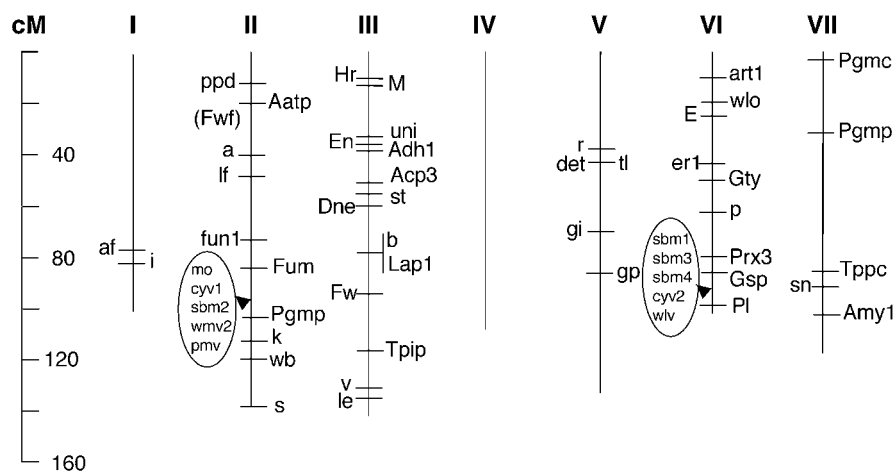 cM I II III IV V VI VII
40
80
120
160
af
i
ppd
Aatp
(Fwf)
a
lf
fun1
Fum
mo
cyv1
sbm2
wmv2
pmv
Pgmp
k
wb
s
Hr
M
uni
En
Adh1
Acp3
st
Dne
b
Lap1
Fw
Tpip
v
le
r
det
tl
gi
gp
art1
wlo
E
er1
Gty
p
sbm1
sbm3
sbm4
cyv2
wlv
Prx3
Gsp
Pl
Pgmc
Pgmp
Tppc
sn
Amy1